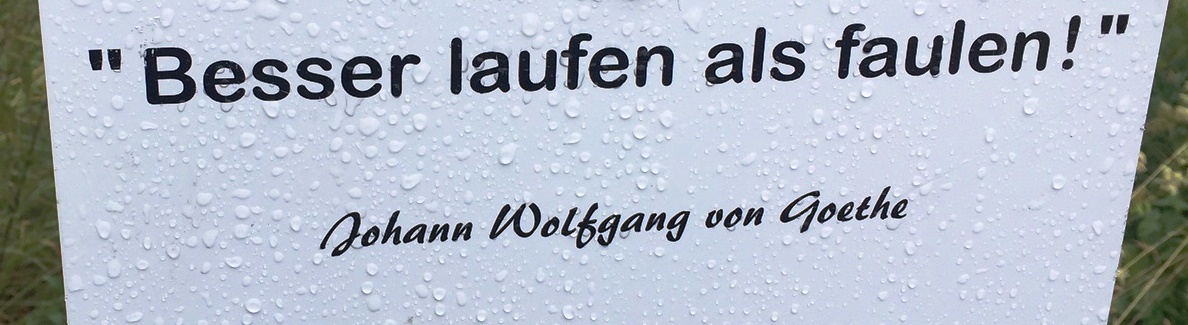 "Besser laufen als faulen!"
Johann Wolfgang von Goethe